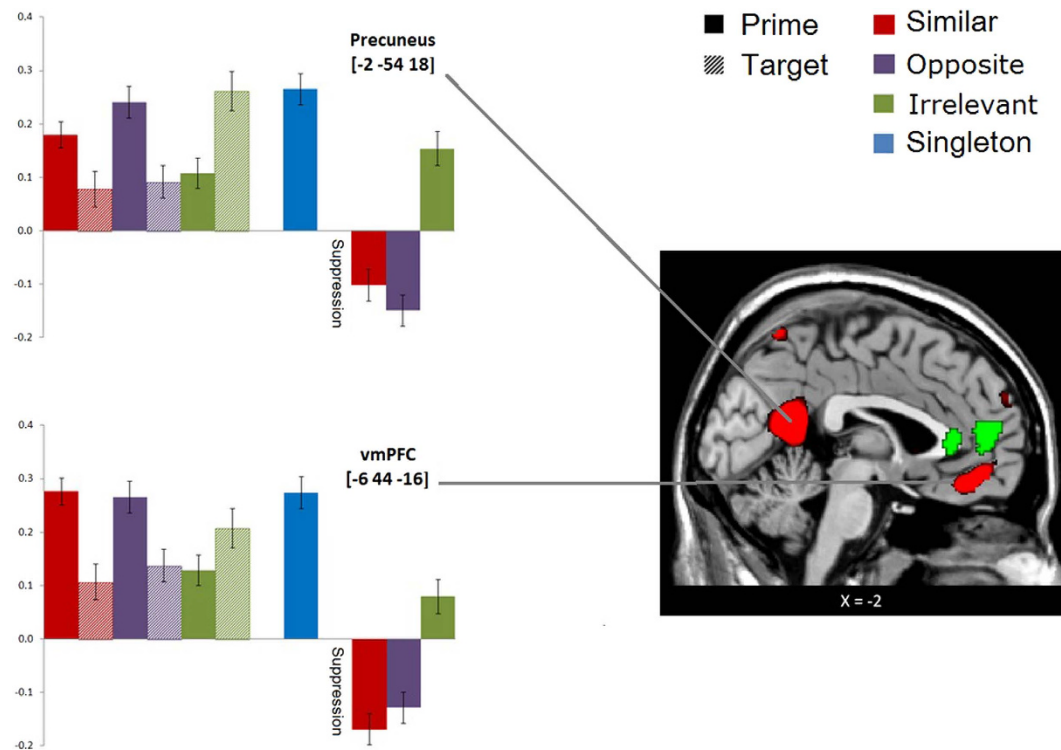 0.4
0.3
0.2
0.1
0.0
-0.1
-0.2
Precuneus
[-2 -54 18]
Suppression
Prime
Target
Similar
Opposite
Irrelevant
Singleton
0.4
0.3
0.2
0.1
0.0
-0.1
-0.2
vmPFC
[-6 44 -16]
Suppression
X = -2